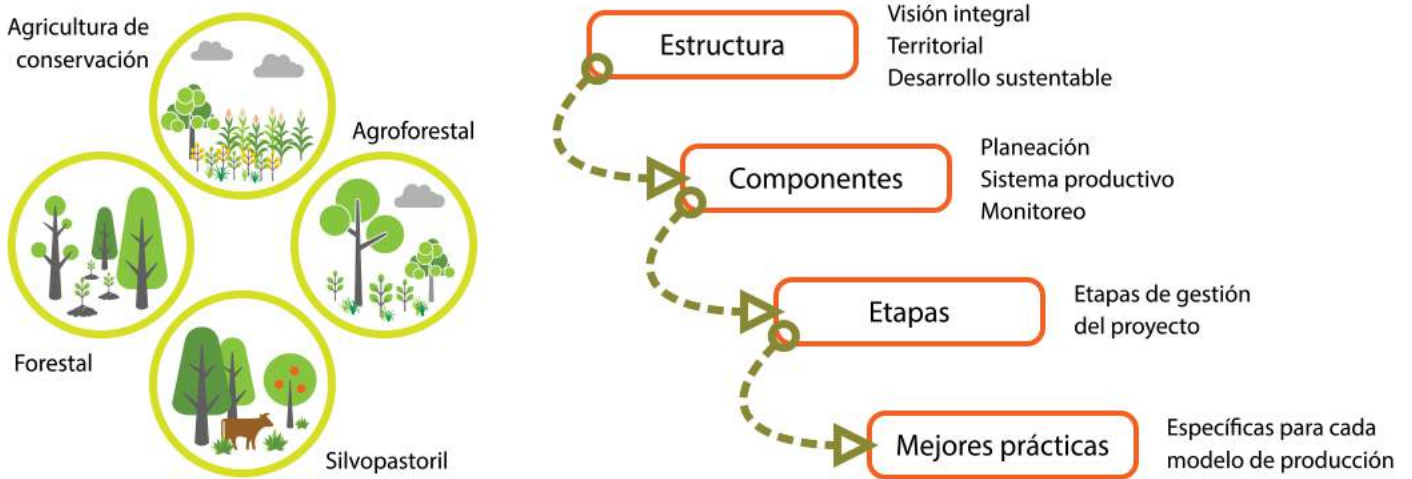 Agricultura de
conservación
Agroforestal
Forestal
Silvopastoril
Estructura
Visión integral
Territorial
Desarrollo sustentable
Componentes
Planeación
Sistema productivo
Monitoreo
Etapas
Etapas de gestión
del proyecto
Mejores prácticas
Específicas para cada
modelo de producción